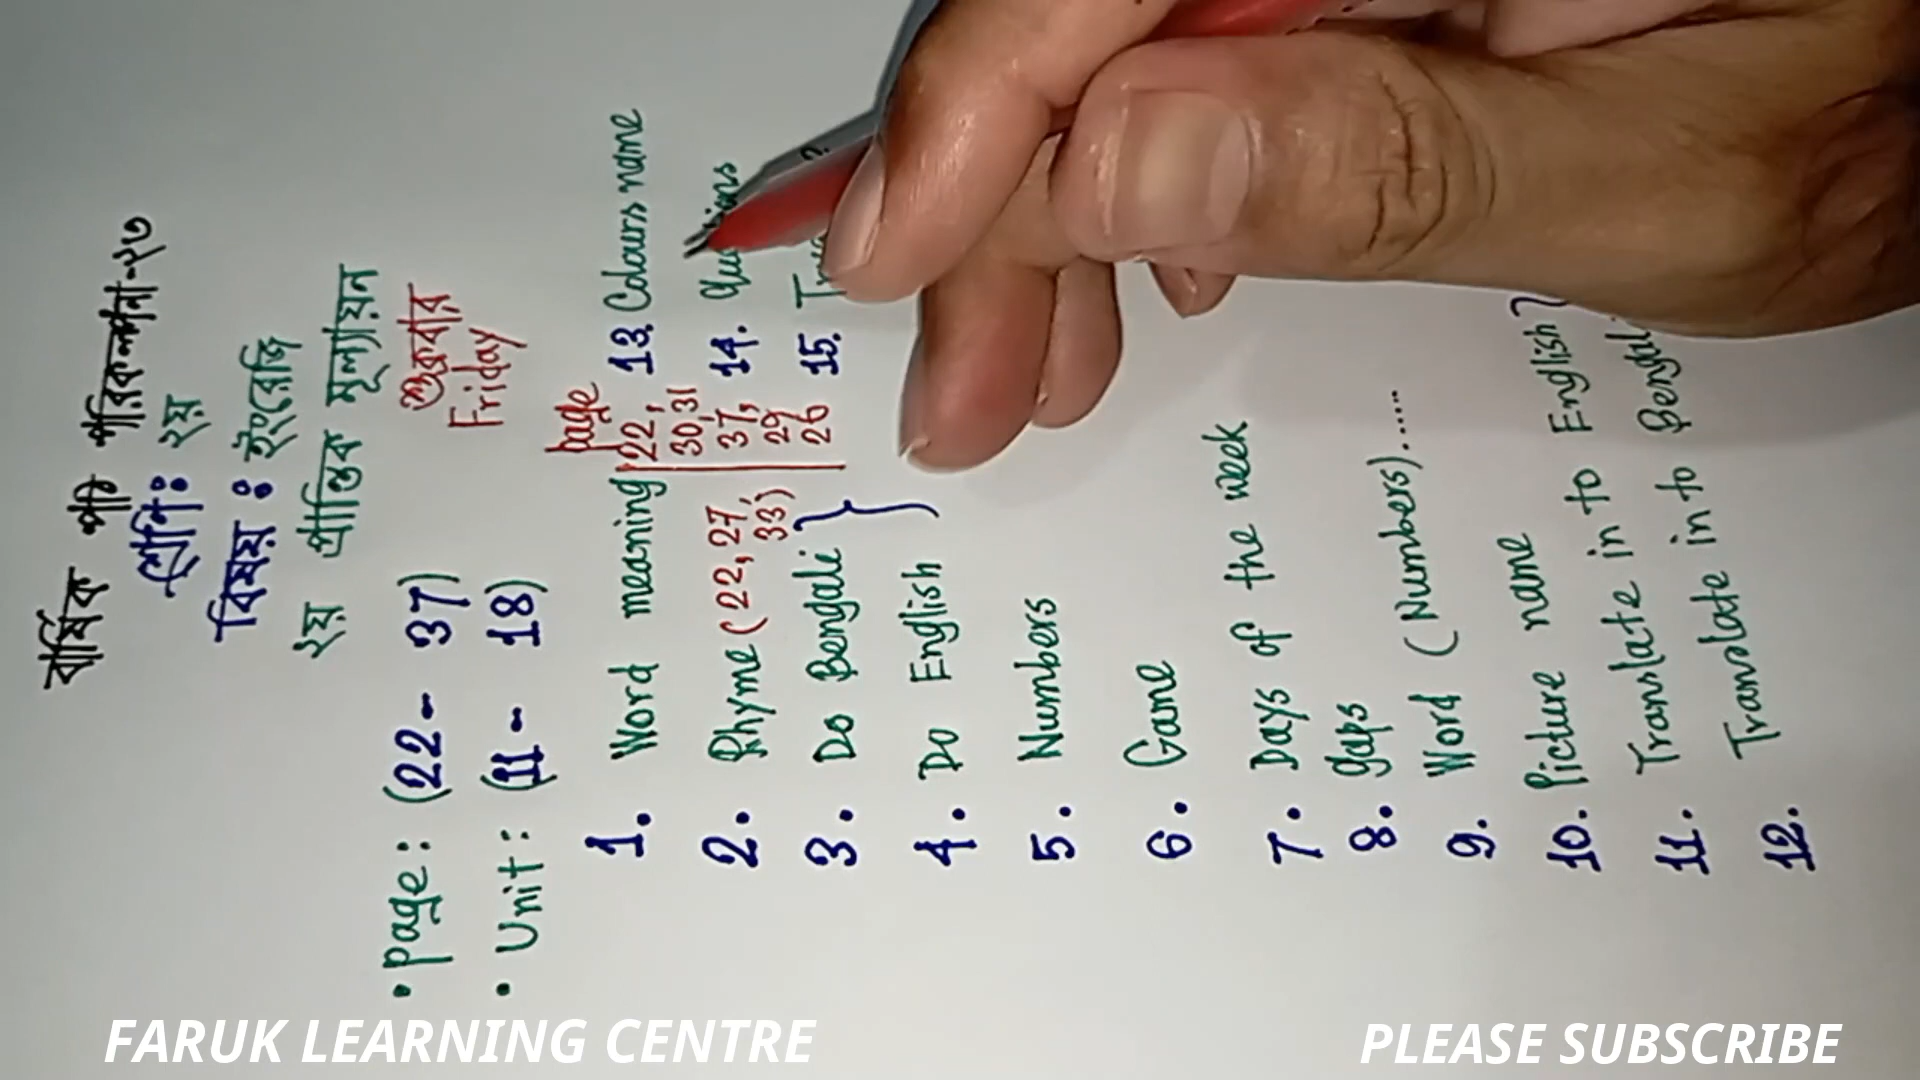 বার্ষিক পাঠ পরিকল্পনা-২৩
শ্রেণি: ২য়
বিষয়: ইংরেজি
২য় প্রান্তিক মূল্যায়ন
• page: (22- 37)
শুক্রবার
• Unit: (11- 18)
Friday
page
1. Word meaning 22, 30,31
2. Rhyme (22, 27, 33) 37, 29
3. Do Bengali 26
4. Do English
5. Numbers
6. Game
7. Days of the week
8. gaps
9. Word (Numbers)......
10. Picture name
11. Translate in to English
12. Translate in to
13. Colours name
14.
15.
FARUK LEARNING CENTRE
PLEASE SUBSCRIBE